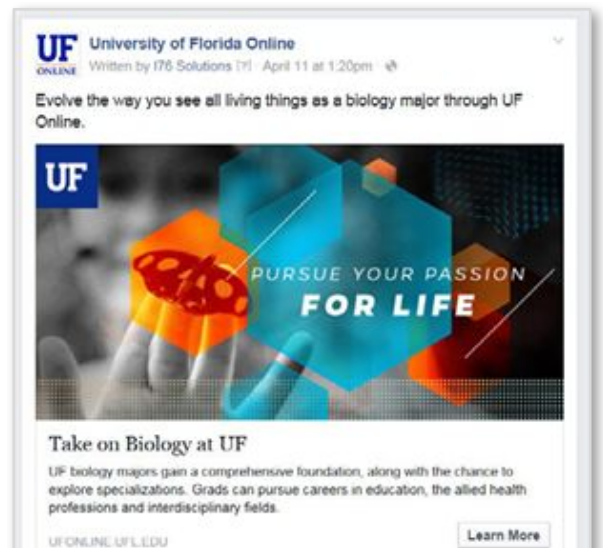 UF
ONLINE
University of Florida Online
Written by 176 Solutions [?] · April 11 at 1:20pm ·
Evolve the way you see all living things as a biology major through UF
Online.
UF
PURSUE YOUR PASSION
FOR LIFE
Take on Biology at UF
UF biology majors gain a comprehensive foundation, along with the chance to
explore specializations. Grads can pursue careers in education, the allied health
professions and interdisciplinary fields.
UFONLINE.UFL.EDU
Learn More